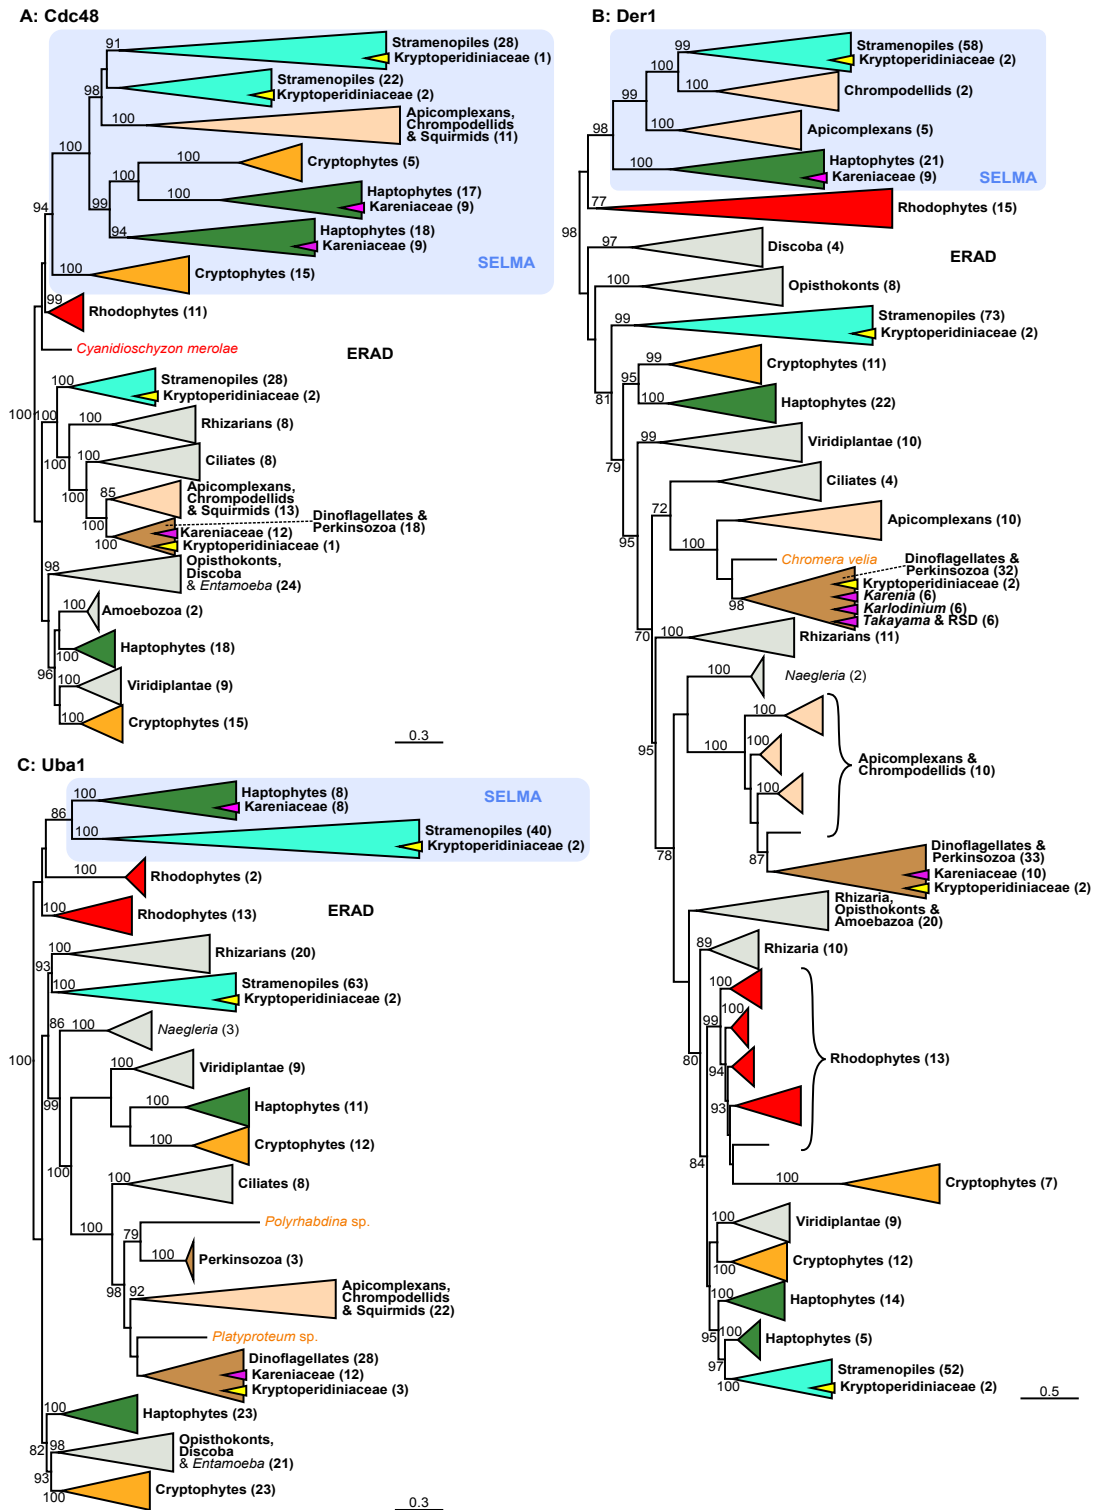 A: Cdc48
91
Stramenopiles (28)
Kryptoperidiniaceae (1)
98
Stramenopiles (22)
Kryptoperidiniaceae (2)
100
Apicomplexans,
Chrompodellids
& Squirmids (11)
100
100
Cryptophytes (5)
100
100
Haptophytes (17)
Kareniaceae (9)
99
94
Haptophytes (18)
Kareniaceae (9)
94
SELMA
100
Cryptophytes (15)
99
Rhodophytes (11)
Cyanidioschyzon merolae
ERAD
100
Stramenopiles (28)
Kryptoperidiniaceae (2)
100
100
100
Rhizarians (8)
100
100
Ciliates (8)
100
85
Apicomplexans,
Chrompodellids
& Squirmids (13)
100
Dinoflagellates &
Perkinsozoa (18)
Kareniaceae (12)
Kryptoperidiniaceae (1)
100
98
Opisthokonts,
Discoba
& Entamoeba (24)
100
Amoebozoa (2)
100
Haptophytes (18)
96
100
Viridiplantae (9)
100
Cryptophytes (15)
0.3
B: Der1
99
Stramenopiles (58)
Kryptoperidiniaceae (2)
100
100
Chrompodellids (2)
99
100
Apicomplexans (5)
98
100
Haptophytes (21)
Kareniaceae (9)
SELMA
77
Rhodophytes (15)
98
97
Discoba (4)
ERAD
100
Opisthokonts (8)
99
Stramenopiles (73)
Kryptoperidiniaceae (2)
99
Cryptophytes (11)
95
100
Haptophytes (22)
81
99
Viridiplantae (10)
79
Ciliates (4)
72
Apicomplexans (10)
100
95
Chromera velia
Dinoflagellates &
Perkinsozoa (32)
Kryptoperidiniaceae (2)
Karenia (6)
Karlodinium (6)
Takayama & RSD (6)
98
70
100
Rhizarians (11)
100
Naegleria (2)
100
100
100
100
Apicomplexans &
Chrompodellids (10)
95
87
Dinoflagellates &
Perkinsozoa (33)
Kareniaceae (10)
Kryptoperidiniaceae (2)
78
Rhizaria,
Opisthokonts &
Amoebazoa (20)
89
Rhizaria (10)
100
100
99
94
93
Rhodophytes (13)
80
100
Cryptophytes (7)
84
100
Viridiplantae (9)
100
Cryptophytes (12)
100
Haptophytes (14)
95
100
Haptophytes (5)
97
100
Stramenopiles (52)
Kryptoperidiniaceae (2)
0.5
C: Uba1
100
Haptophytes (8)
Kareniaceae (8)
SELMA
86
100
Stramenopiles (40)
Kryptoperidiniaceae (2)
100
Rhodophytes (2)
100
Rhodophytes (13)
ERAD
100
Rhizarians (20)
93
100
Stramenopiles (63)
Kryptoperidiniaceae (2)
86
100
Naegleria (3)
100
100
Viridiplantae (9)
99
100
Haptophytes (11)
100
Cryptophytes (12)
100
100
Ciliates (8)
100
Polyrhabdina sp.
79
100
Perkinsozoa (3)
98
92
Apicomplexans,
Chrompodellids
& Squirmids (22)
Platyproteum sp.
Dinoflagellates (28)
Kareniaceae (12)
Kryptoperidiniaceae (3)
100
Haptophytes (23)
82
98
Opisthokonts,
Discoba
& Entamoeba (21)
93
100
Cryptophytes (23)
0.3